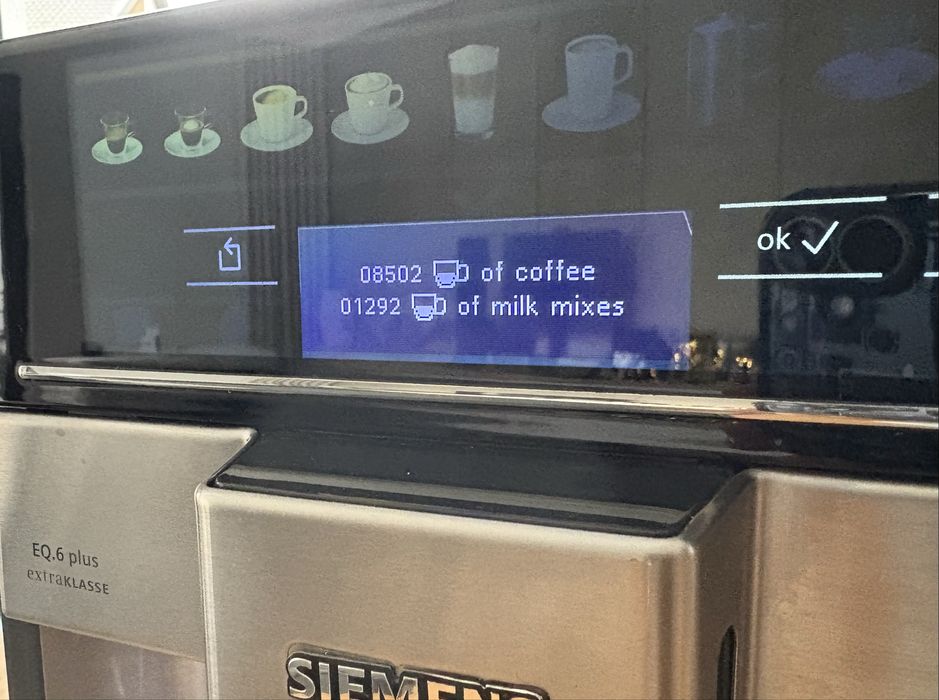 ok
08502 of coffee
01292 of milk mixes
EQ.6 plus
extraKLASSE
SIEMENS